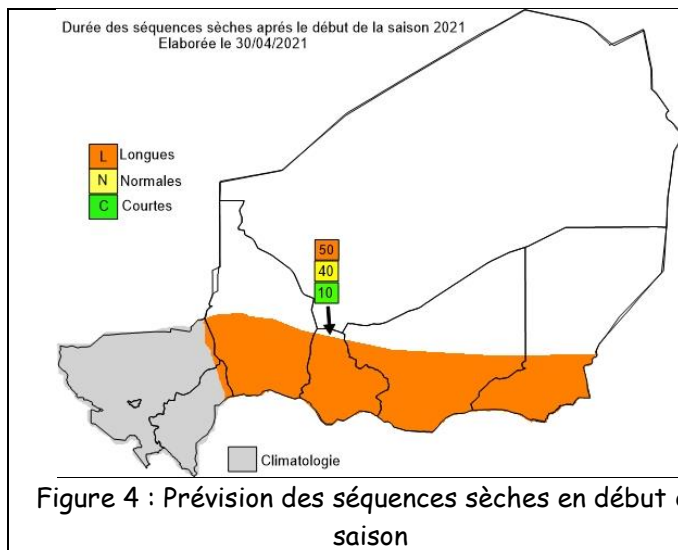 Durée des séquences sèches aprés le début de la saison 2021
Elaborée le 30/04/2021
L Longues
N Normales
C Courtes
50
40
10
Climatologie
Figure 4 : Prévision des séquences sèches en début
saison